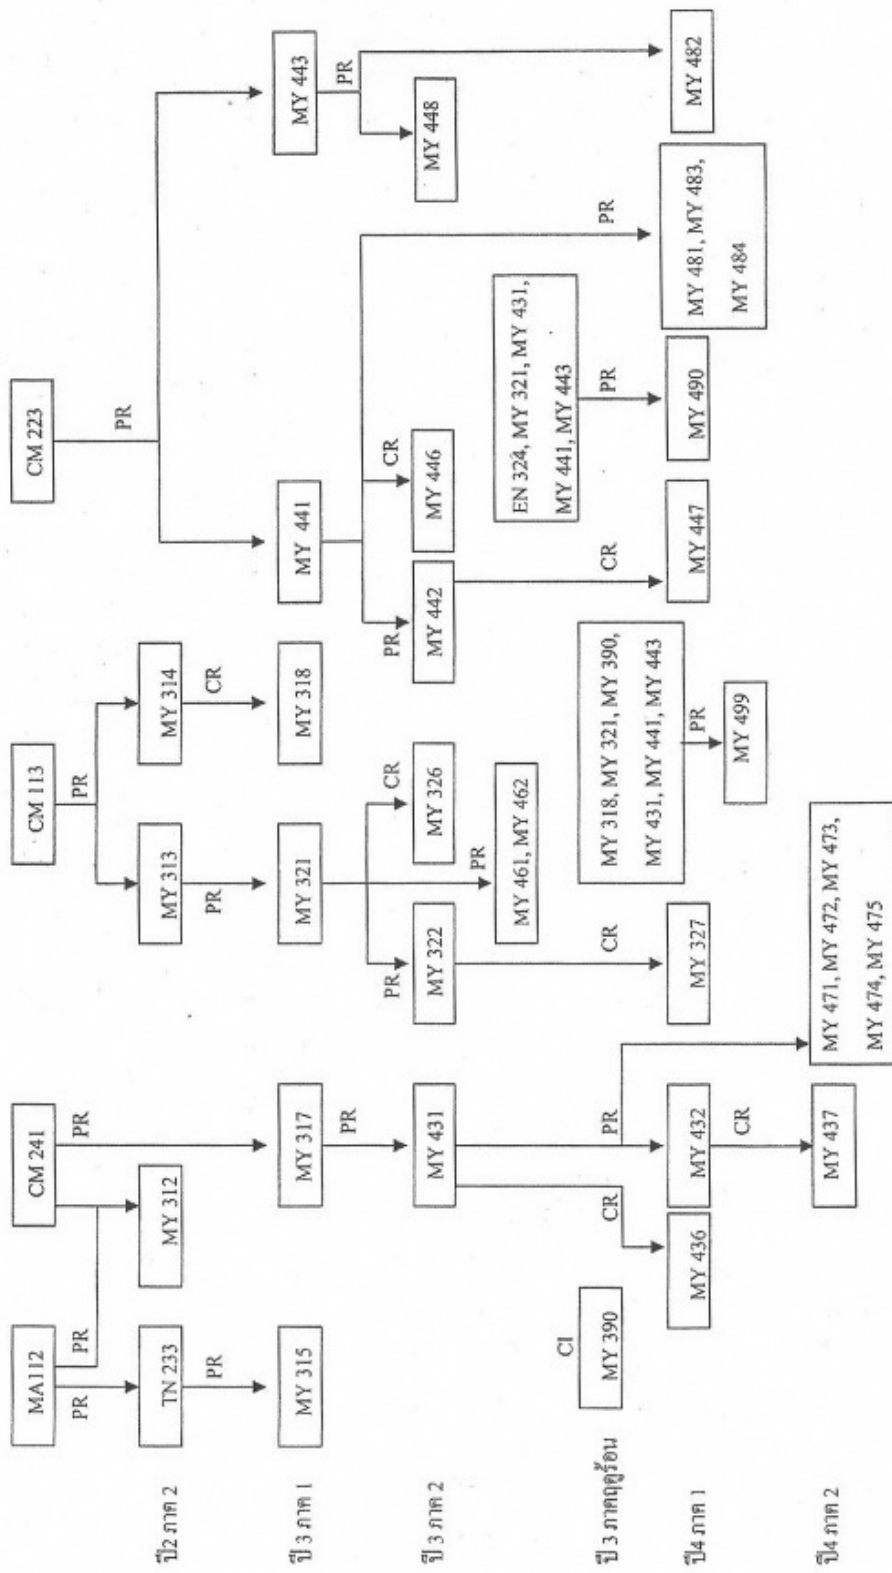 MA112
CM 241
CM 113
CM 223
PR
PR
PR
PR
PR
ปี2 ภาค 2
TN 233
MY 312
MY 313
MY 314
PR
PR
CR
ปี 3 ภาค 1
MY 315
MY 317
MY 321
MY 318
MY 441
MY 443
PR
PR
CR
PR
CR
PR
ปี 3 ภาค 2
MY 431
MY 322
MY 326
MY 442
MY 446
MY 448
PR
MY 461, MY 462
EN 324, MY 321, MY 431,
MY 441, MY 443
CI
ปี 3 ภาคฤดูร้อน
MY 390
CR
PR
CR
MY 318, MY 321, MY 390,
MY 431, MY 441, MY 443
CR
PR
PR
PR
ปี4 ภาค 1
MY 436
MY 432
MY 327
MY 499
MY 447
MY 490
MY 481, MY 483,
MY 484
MY 482
CR
ปี4 ภาค 2
MY 437
MY 471, MY 472, MY 473,
MY 474, MY 475